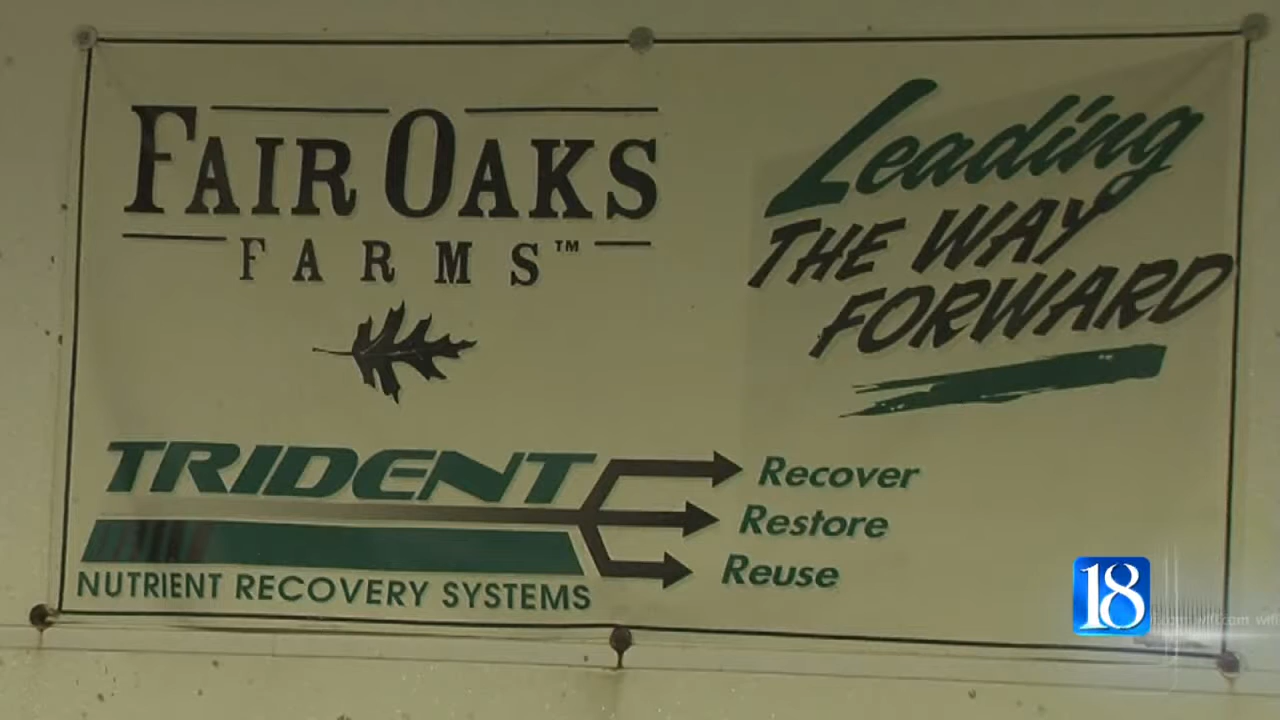 FAIR OAKS
FARMS™
Leading
THE WAY
FORWARD
TRIDENT
NUTRIENT RECOVERY SYSTEMS
Recover
Restore
Reuse
18